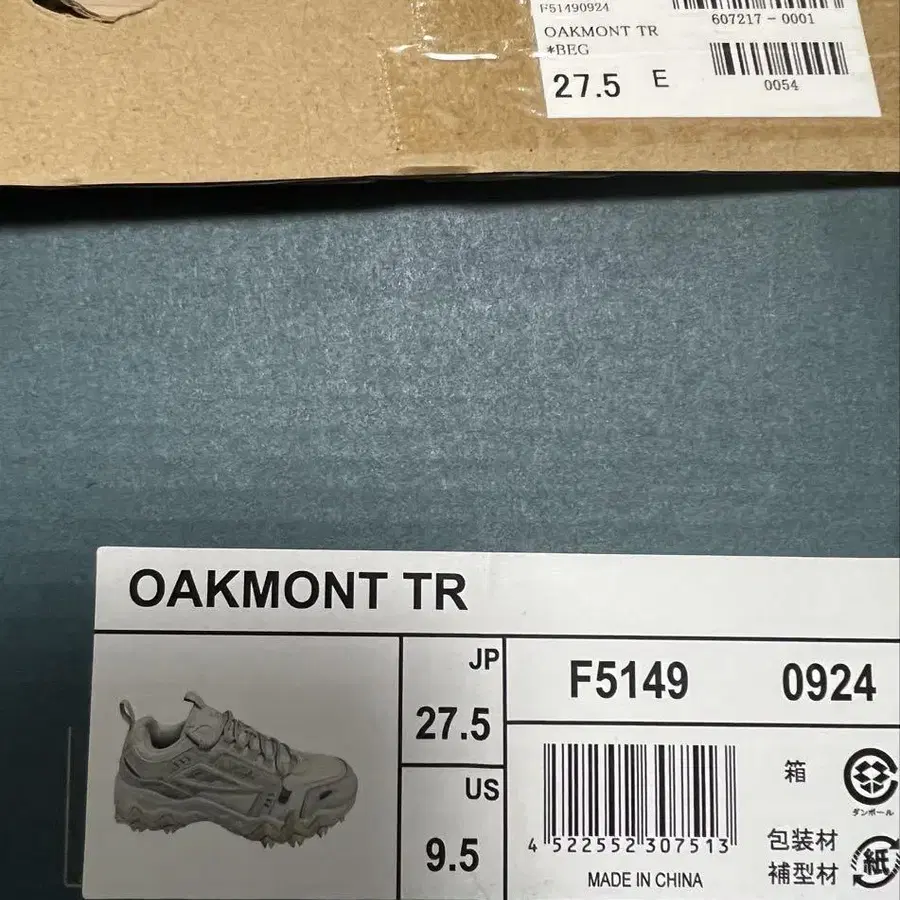 F51490924
OAKMONT TR
*BEG
27.5 E
607217-0001
0054
OAKMONT TR
JP
27.5
US
9.5
F5149 0924
4 522552 307513
MADE IN CHINA
箱
ダンボール
包装材
補型材
紙